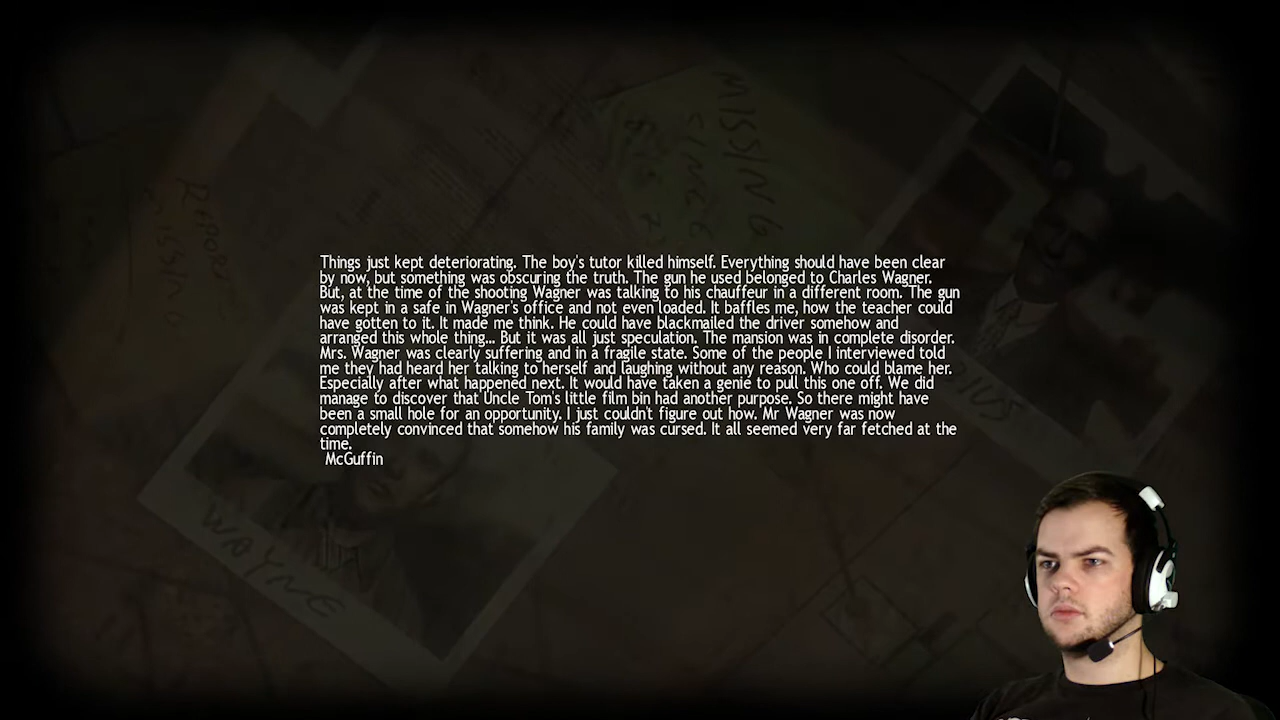 Things just kept deteriorating. The boy's tutor killed himself. Everything should have been clear
by now, but something was obscuring the truth. The gun he used belonged to Charles Wagner.
But, at the time of the shooting Wagner was talking to his chauffeur in a different room. The gun
was kept in a safe in Wagner's office and not even loaded. It baffles me, how the teacher could
have gotten to it. It made me think. He could have blackmailed the driver somehow and
arranged this whole thing... But it was all just speculation. The mansion was in complete disorder.
Mrs. Wagner was clearly suffering and in a fragile state. Some of the people I interviewed told
me they had heard her talking to herself and laughing without any reason. Who could blame her.
Especially after what happened next. It would have taken a genie to pull this one off. We did
manage to discover that Uncle Tom's little film bin had another purpose. So there might have
been a small hole for an opportunity. I just couldn't figure out how. Mr Wagner was now
completely convinced that somehow his family was cursed. It all seemed very far fetched at the
time.
McGuffin
MISSING
WAYNE